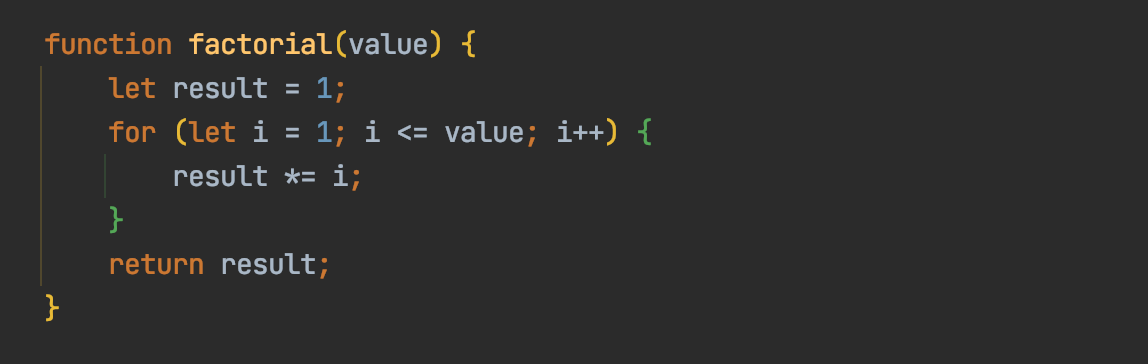 function factorial(value) {
    let result = 1;
    for (let i = 1; i <= value; i++) {
        result *= i;
    }
    return result;
}